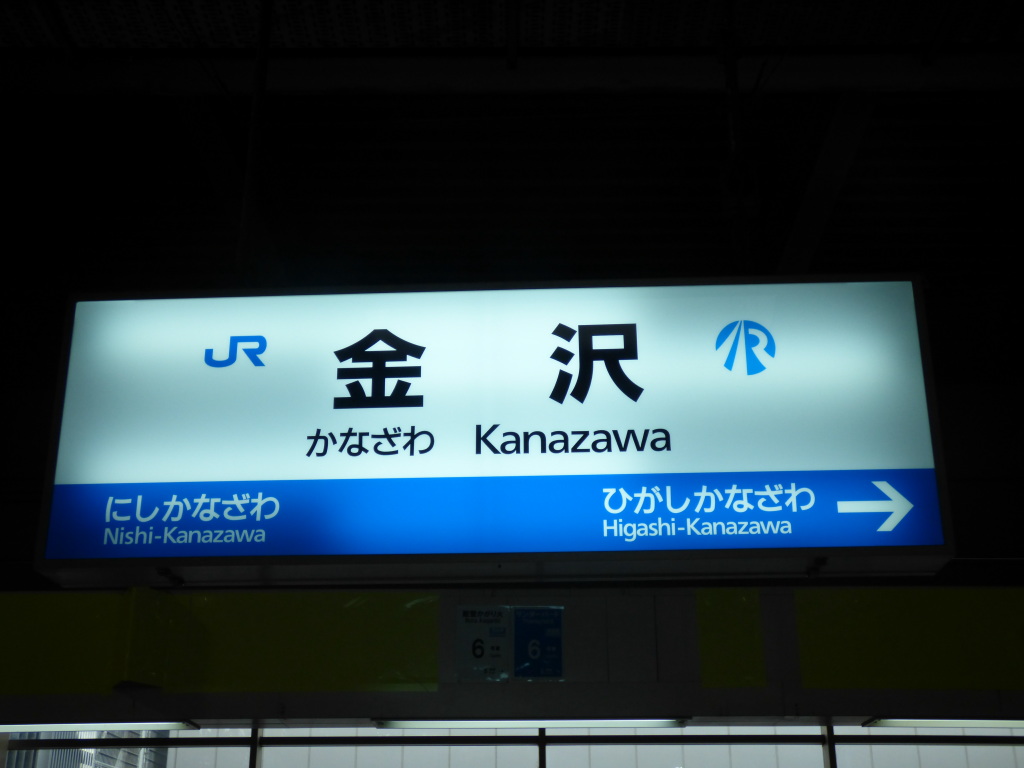 JR 金沢 IR
かなざわ Kanazawa
にしかなざわ ひがしかなざわ →
Nishi-Kanazawa Higashi-Kanazawa
6 6